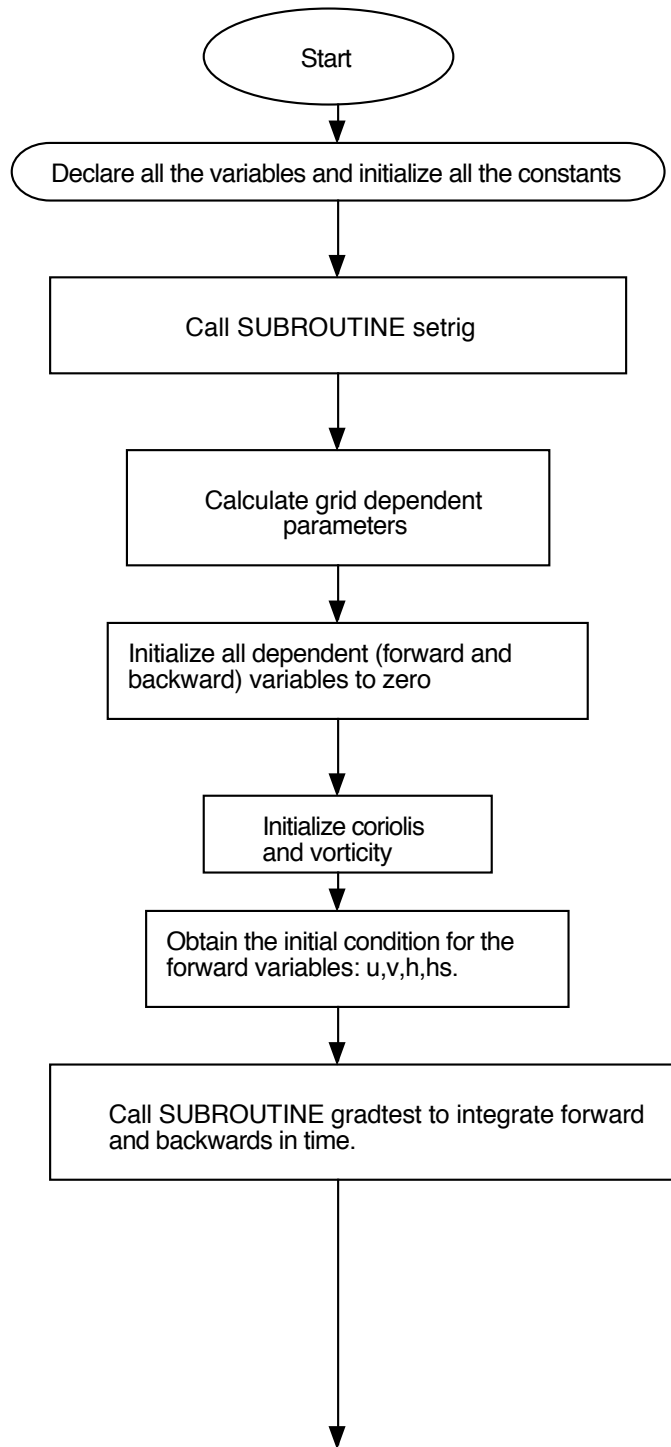 Start
Declare all the variables and initialize all the constants
Call SUBROUTINE setrig
Calculate grid dependent
parameters
Initialize all dependent (forward and
backward) variables to zero
Initialize coriolis
and vorticity
Obtain the initial condition for the
forward variables: u,v,h,hs.
Call SUBROUTINE gradtest to integrate forward
and backwards in time.